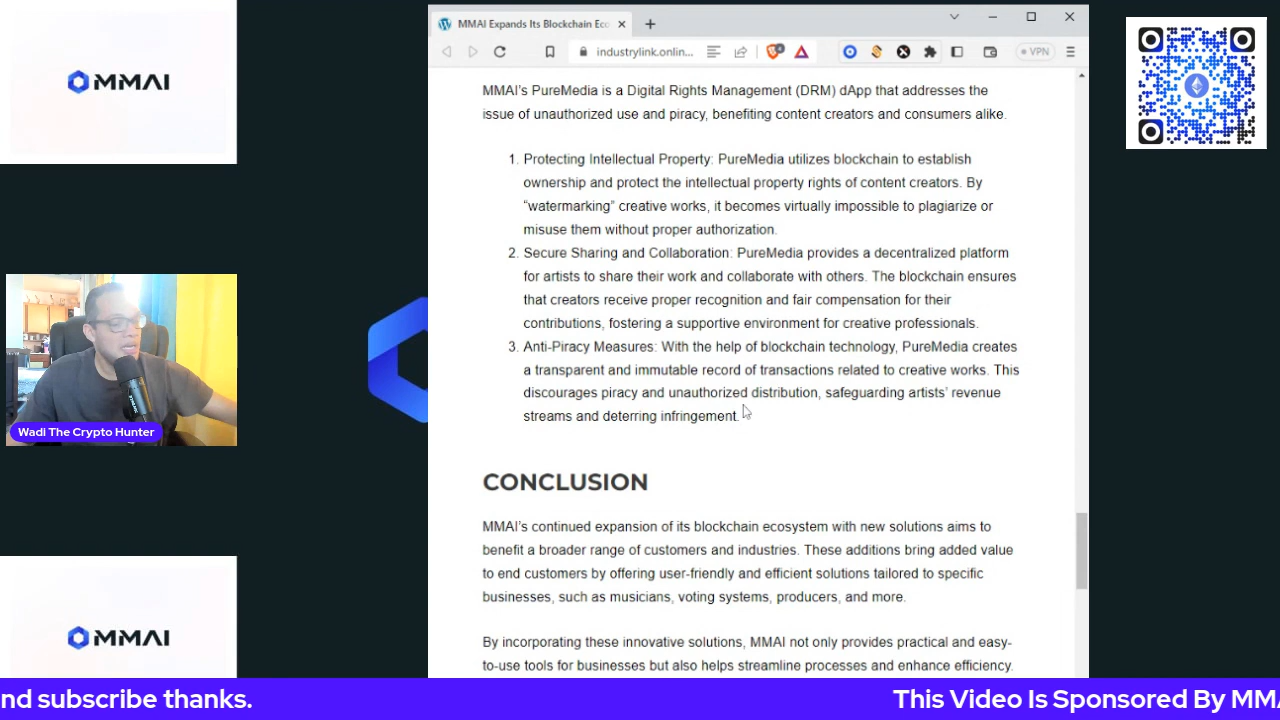 MMAI
Wadi The Crypto Hunter
MMAI
MMAI Expands Its Blockchain Eco
industrylink.onlin...
VPN
MMAI's PureMedia is a Digital Rights Management (DRM) dApp that addresses the
issue of unauthorized use and piracy, benefiting content creators and consumers alike.
1. Protecting Intellectual Property: PureMedia utilizes blockchain to establish
ownership and protect the intellectual property rights of content creators. By
“watermarking” creative works, it becomes virtually impossible to plagiarize or
misuse them without proper authorization.
2. Secure Sharing and Collaboration: PureMedia provides a decentralized platform
for artists to share their work and collaborate with others. The blockchain ensures
that creators receive proper recognition and fair compensation for their
contributions, fostering a supportive environment for creative professionals.
3. Anti-Piracy Measures: With the help of blockchain technology, PureMedia creates
a transparent and immutable record of transactions related to creative works. This
discourages piracy and unauthorized distribution, safeguarding artists’ revenue
streams and deterring infringement.
CONCLUSION
MMAI’s continued expansion of its blockchain ecosystem with new solutions aims to
benefit a broader range of customers and industries. These additions bring added value
to end customers by offering user-friendly and efficient solutions tailored to specific
businesses, such as musicians, voting systems, producers, and more.
By incorporating these innovative solutions, MMAI not only provides practical and easy-
to-use tools for businesses but also helps streamline processes and enhance efficiency.
nd subscribe thanks.
This Video Is Sponsored By MMA